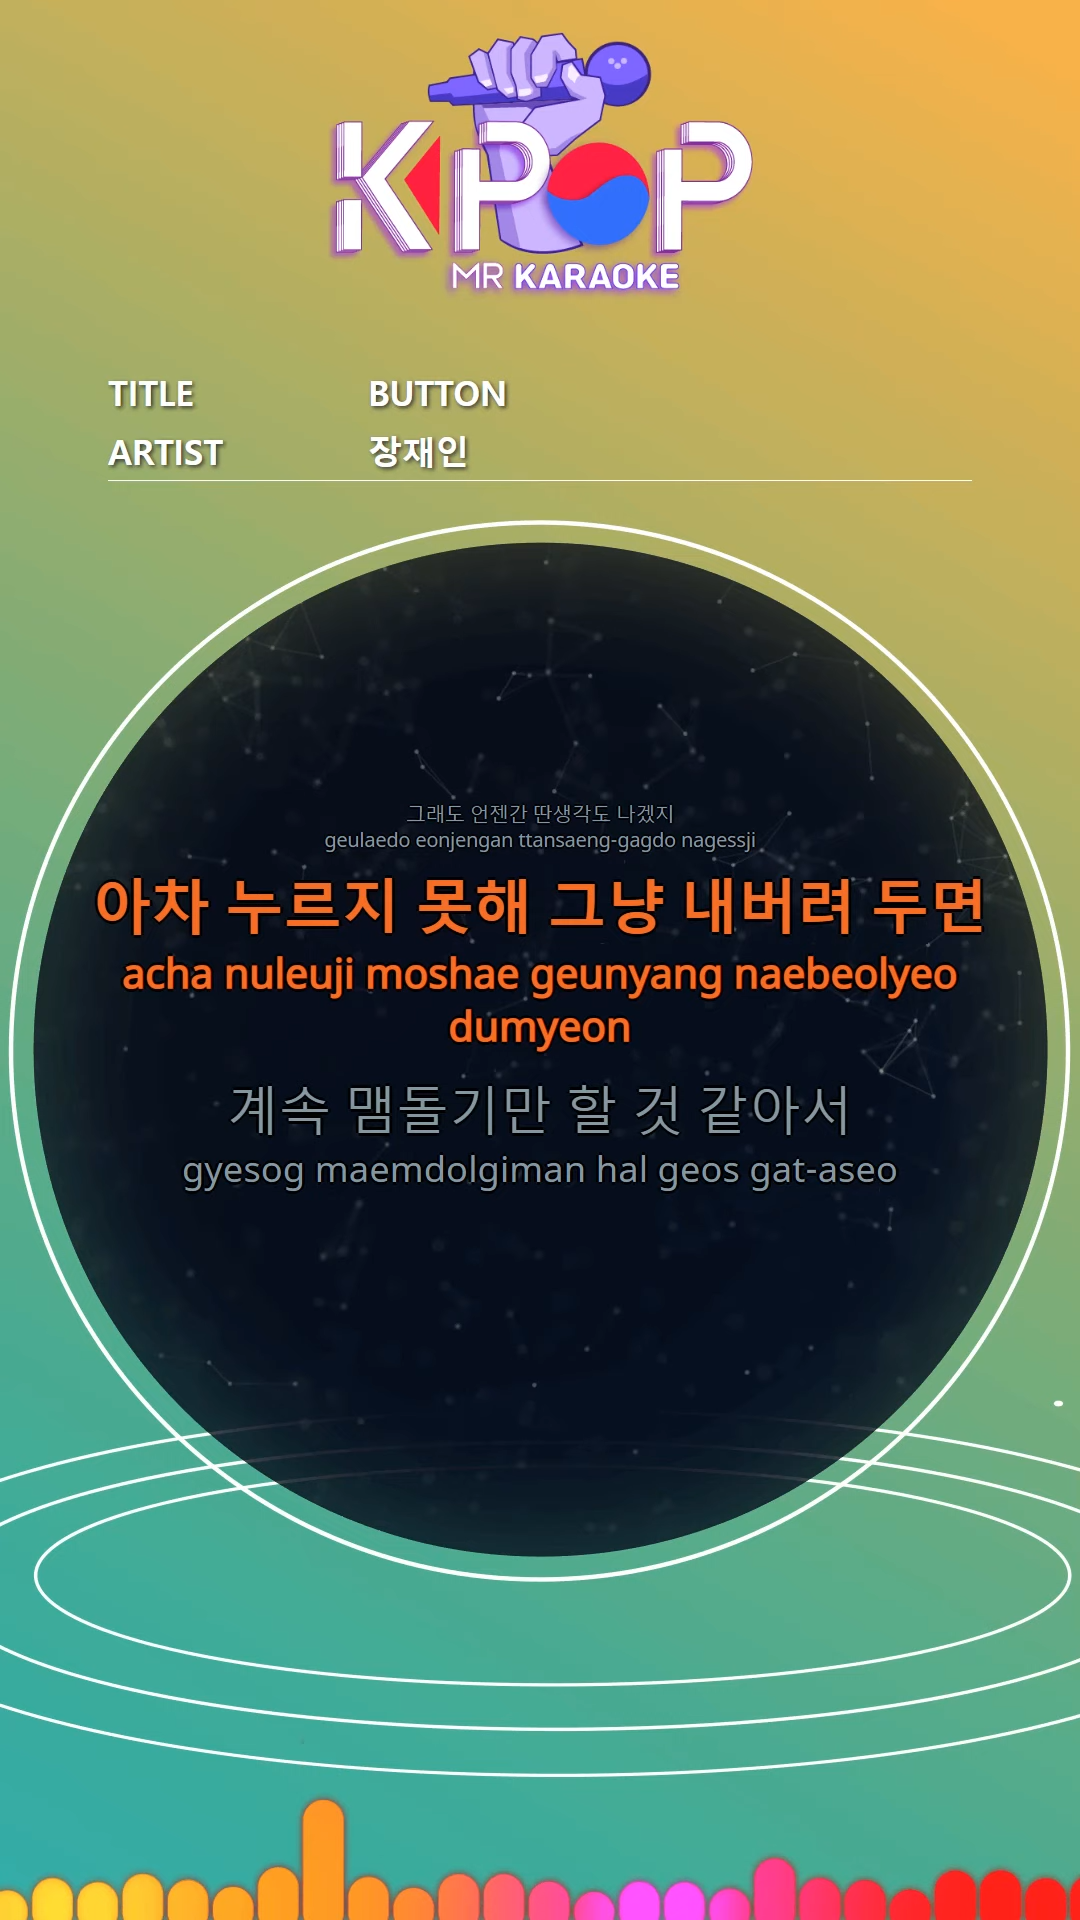 KPOP
MR KARAOKE
TITLE BUTTON
ARTIST 장재인
그래도 언젠간 딴생각도 나겠지
geulaedo eonjengan ttansaeng-gagdo nagessji
아차 누르지 못해 그냥 내버려 두면
acha nuleuji moshae geunyang naebeolyeo
dumyeon
계속 맴돌기만 할 것 같아서
gyesog maemdolgiman hal geos gat-aseo